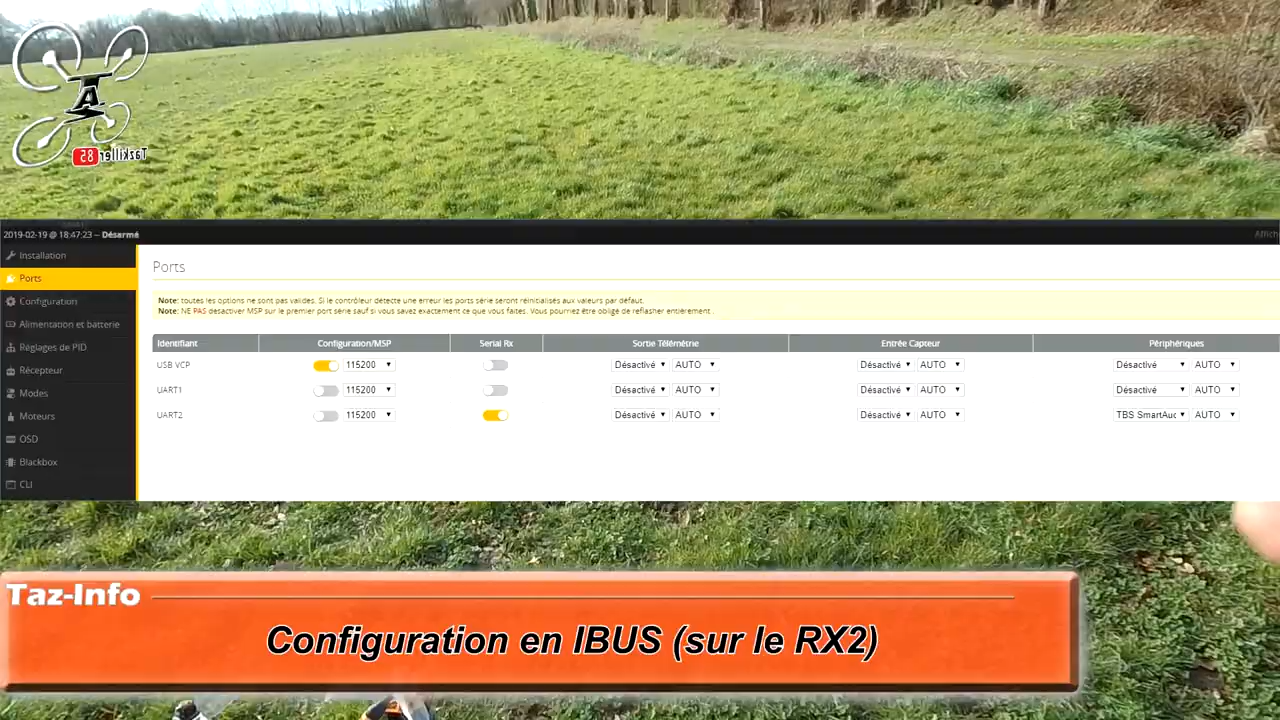 TA
Tazkiller 85
2019-02-19 @ 18:47:23 -- Désarmé
Affich
Installation
Ports
Configuration
Alimentation et batterie
Réglages de PID
Récepteur
Modes
Moteurs
OSD
Blackbox
CLI
Ports
Note: toutes les options ne sont pas valides. Si le contrôleur détecte une erreur les ports série seront réinitialisés aux valeurs par défaut.
Note: NE PAS désactiver MSP sur le premier port série sauf si vous savez exactement ce que vous faites. Vous pourriez être obligé de reflasher entièrement .
Identifiant Configuration/MSP Serial Rx Sortie Télémétrie Entrée Capteur Périphériques
USB VCP 115200 Désactivé AUTO Désactivé AUTO Désactivé AUTO
UART1 115200 Désactivé AUTO Désactivé AUTO Désactivé AUTO
UART2 115200 Désactivé AUTO Désactivé AUTO TBS SmartAuc AUTO
Taz-Info
Configuration en IBUS (sur le RX2)